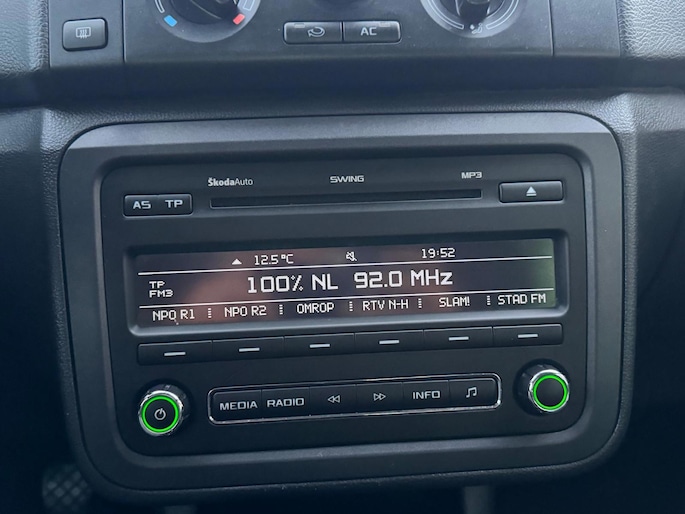 AC
ŠkodaAuto SWING MP3
AS TP
12.5°C 19:52
TP
FM3
100% NL 92.0 MHz
NPO R1 NPO R2 OMROP RTV N-H SLAM! STAD FM
MEDIA RADIO INFO